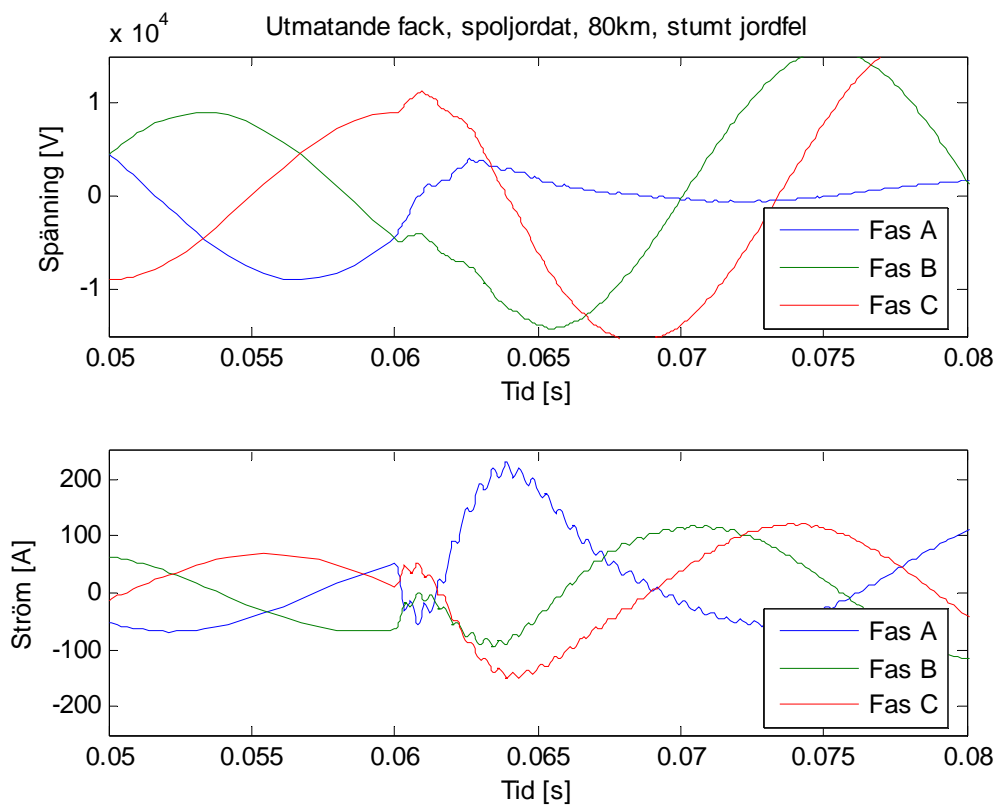 Utmatande fack, spoljordat, 80km, stumt jordfel
x 10^4
Spänning [V]
1
0
-1
0.05 0.055 0.06 0.065 0.07 0.075 0.08
Tid [s]
Fas A
Fas B
Fas C
Ström [A]
200
100
0
-100
-200
0.05 0.055 0.06 0.065 0.07 0.075 0.08
Tid [s]
Fas A
Fas B
Fas C